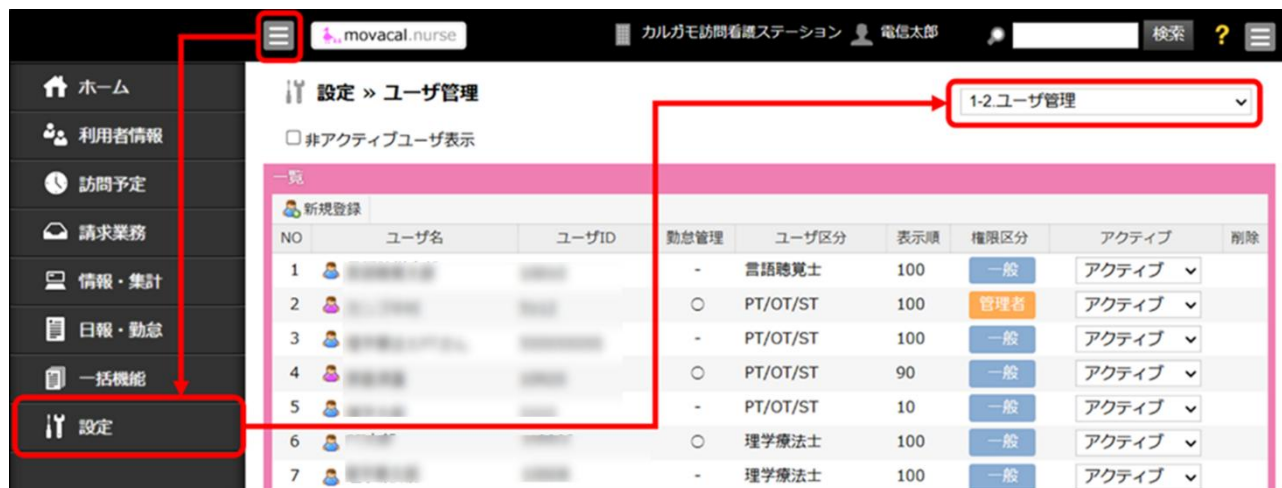 movacal.nurse カルガモ訪問看護ステーション 電信太郎 検索 ?
ホーム
利用者情報
訪問予定
請求業務
情報・集計
日報・勤怠
一括機能
設定
設定 » ユーザ管理
1-2.ユーザ管理
非アクティブユーザ表示
一覧
新規登録
NO ユーザ名 ユーザID 勤怠管理 ユーザ区分 表示順 権限区分 アクティブ 削除
1 - 言語聴覚士 100 一般 アクティブ
2 ○ PT/OT/ST 100 管理者 アクティブ
3 - PT/OT/ST 100 一般 アクティブ
4 ○ PT/OT/ST 90 一般 アクティブ
5 - PT/OT/ST 10 一般 アクティブ
6 ○ 理学療法士 100 一般 アクティブ
7 - 理学療法士 100 一般 アクティブ